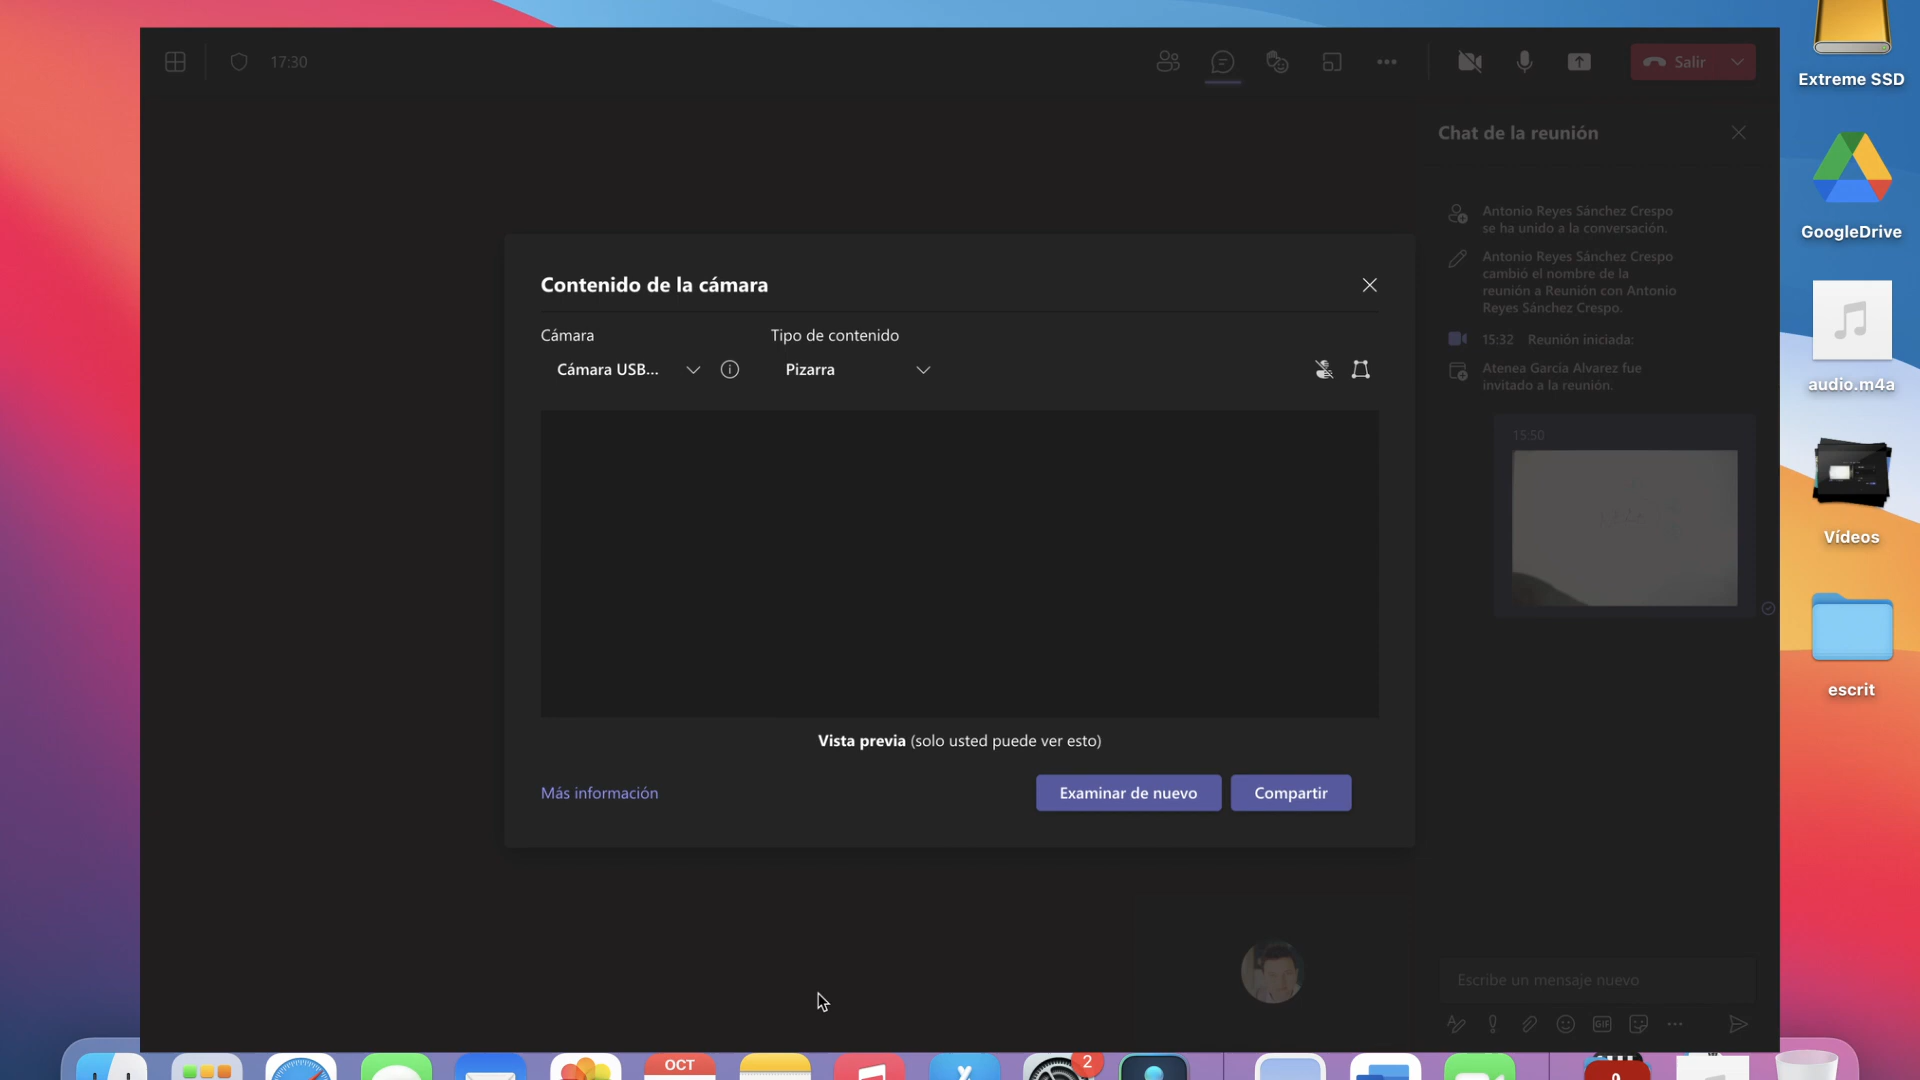 17:30
Salir
Chat de la reunión
Antonio Reyes Sánchez Crespo
se ha unido a la conversación.
Antonio Reyes Sánchez Crespo
cambió el nombre de la
reunión a Reunión con Antonio
Reyes Sánchez Crespo.
15:32 Reunión iniciada:
Atenea García Alvarez fue
invitado a la reunión.
15:50
Contenido de la cámara
Cámara
Tipo de contenido
Cámara USB...
Pizarra
Vista previa (solo usted puede ver esto)
Más información
Examinar de nuevo
Compartir
Escribe un mensaje nuevo
GIF
Extreme SSD
GoogleDrive
audio.m4a
Vídeos
escrit
OCT
2